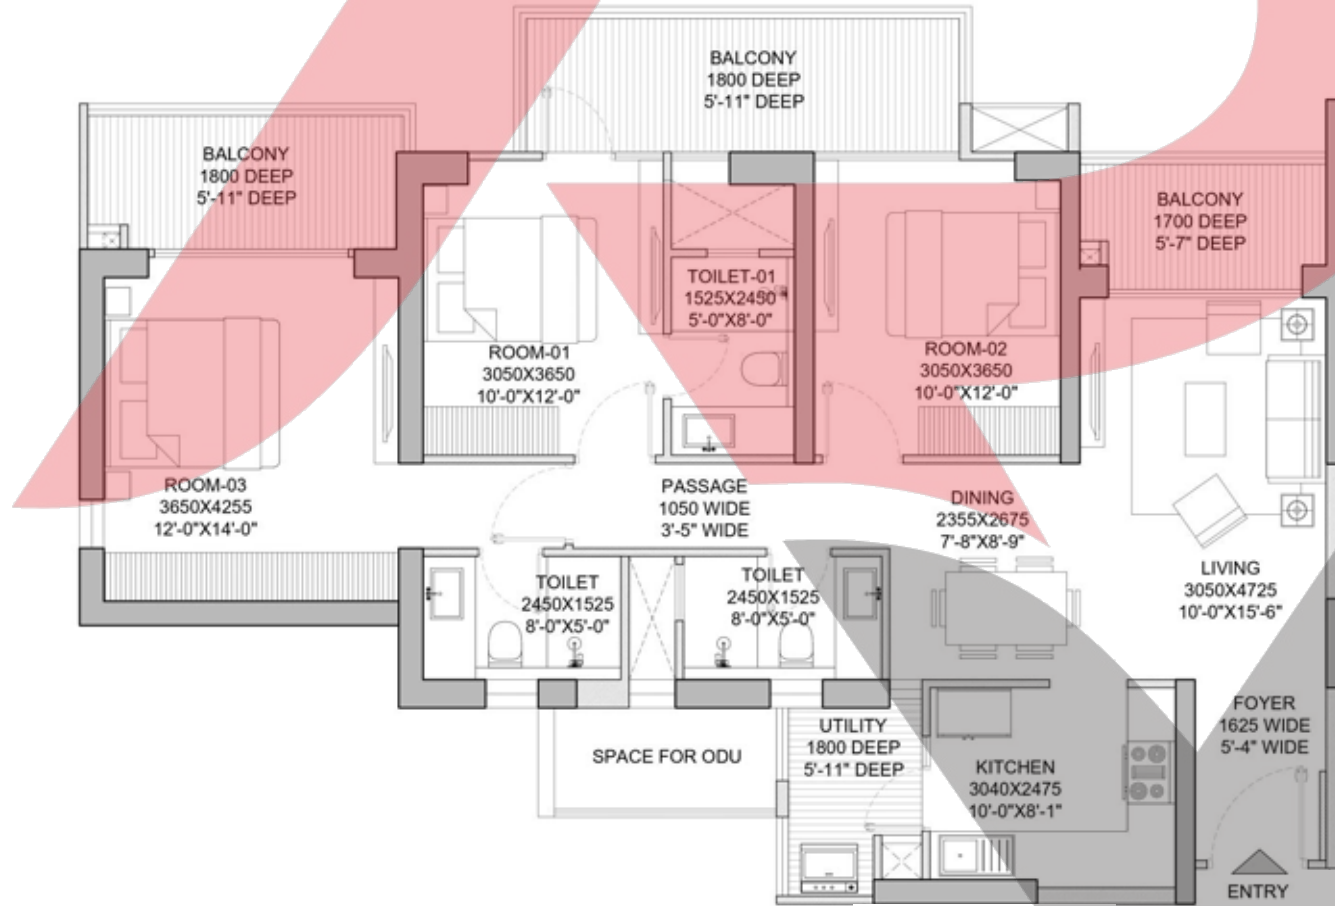 BALCONY
1800 DEEP
5'-11" DEEP
BALCONY
1800 DEEP
5'-11" DEEP
BALCONY
1700 DEEP
5'-7" DEEP
TOILET-01
1525X2450
5'-0"X8'-0"
ROOM-01
3050X3650
10'-0"X12'-0"
ROOM-02
3050X3650
10'-0"X12'-0"
ROOM-03
3650X4255
12'-0"X14'-0"
PASSAGE
1050 WIDE
3'-5" WIDE
DINING
2355X2675
7'-8"X8'-9"
LIVING
3050X4725
10'-0"X15'-6"
TOILET
2450X1525
8'-0"X5'-0"
TOILET
2450X1525
8'-0"X5'-0"
SPACE FOR ODU
UTILITY
1800 DEEP
5'-11" DEEP
KITCHEN
3040X2475
10'-0"X8'-1"
FOYER
1625 WIDE
5'-4" WIDE
ENTRY